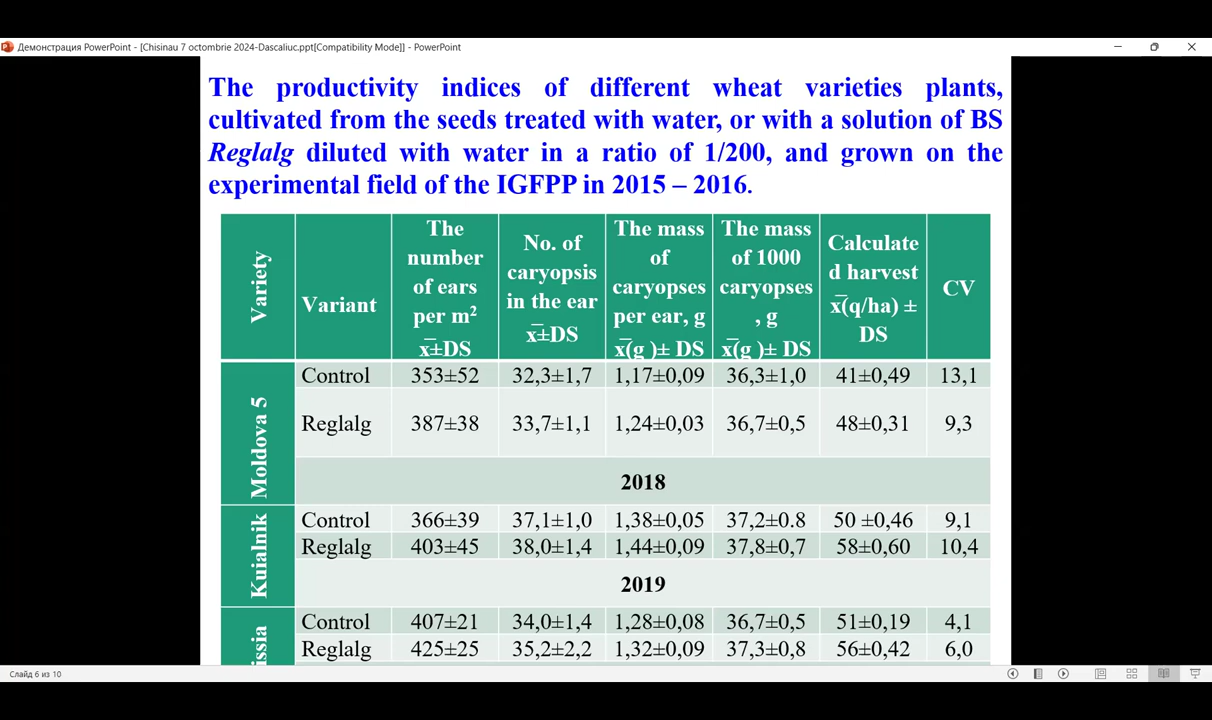 Демонстрация PowerPoint - [Chisinau 7 octombrie 2024-Dascaliuc.ppt[Compatibility Mode]] - PowerPoint
The productivity indices of different wheat varieties plants,
cultivated from the seeds treated with water, or with a solution of BS
Reglalg diluted with water in a ratio of 1/200, and grown on the
experimental field of the IGFPP in 2015 – 2016.
Variety Variant The number of ears per m² x̅±DS No. of caryopsis in the ear x̅±DS The mass of caryopses per ear, g x̅(g )± DS The mass of 1000 caryopses , g x̅(g )± DS Calculate d harvest x̅(q/ha) ± DS CV
Moldova 5 Control 353±52 32,3±1,7 1,17±0,09 36,3±1,0 41±0,49 13,1
Reglalg 387±38 33,7±1,1 1,24±0,03 36,7±0,5 48±0,31 9,3
2018
Kuialnik Control 366±39 37,1±1,0 1,38±0,05 37,2±0.8 50 ±0,46 9,1
Reglalg 403±45 38,0±1,4 1,44±0,09 37,8±0,7 58±0,60 10,4
2019
issia Control 407±21 34,0±1,4 1,28±0,08 36,7±0,5 51±0,19 4,1
Reglalg 425±25 35,2±2,2 1,32±0,09 37,3±0,8 56±0,42 6,0
Слайд 6 из 10